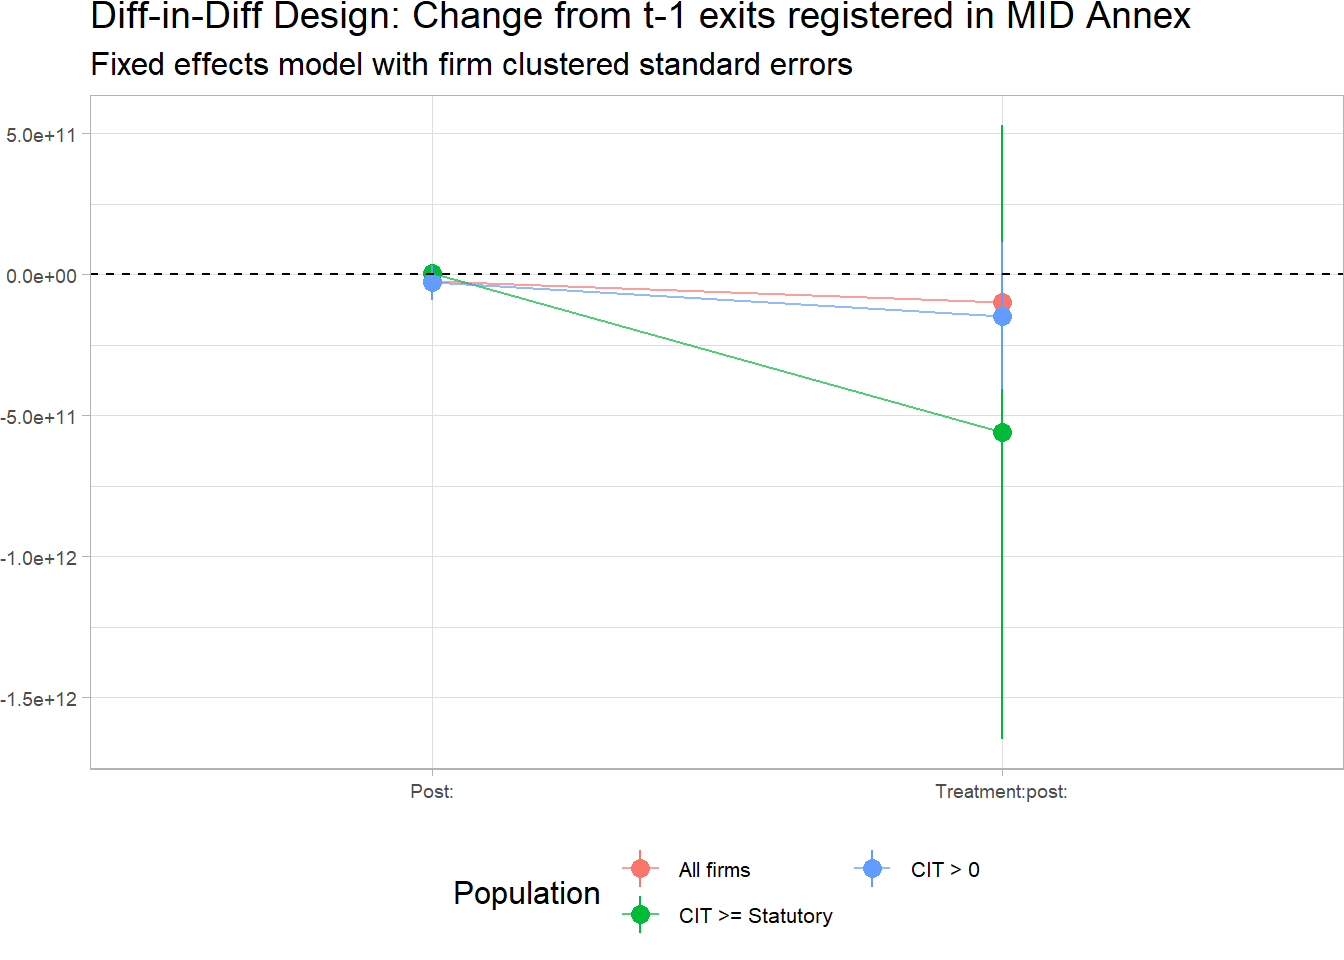 Diff-in-Diff Design: Change from t-1 exits registered in MID Annex
Fixed effects model with firm clustered standard errors
5.0e+11
0.0e+00
-5.0e+11
-1.0e+12
-1.5e+12
Post:
Treatment:post:
Population
All firms
CIT > 0
CIT >= Statutory